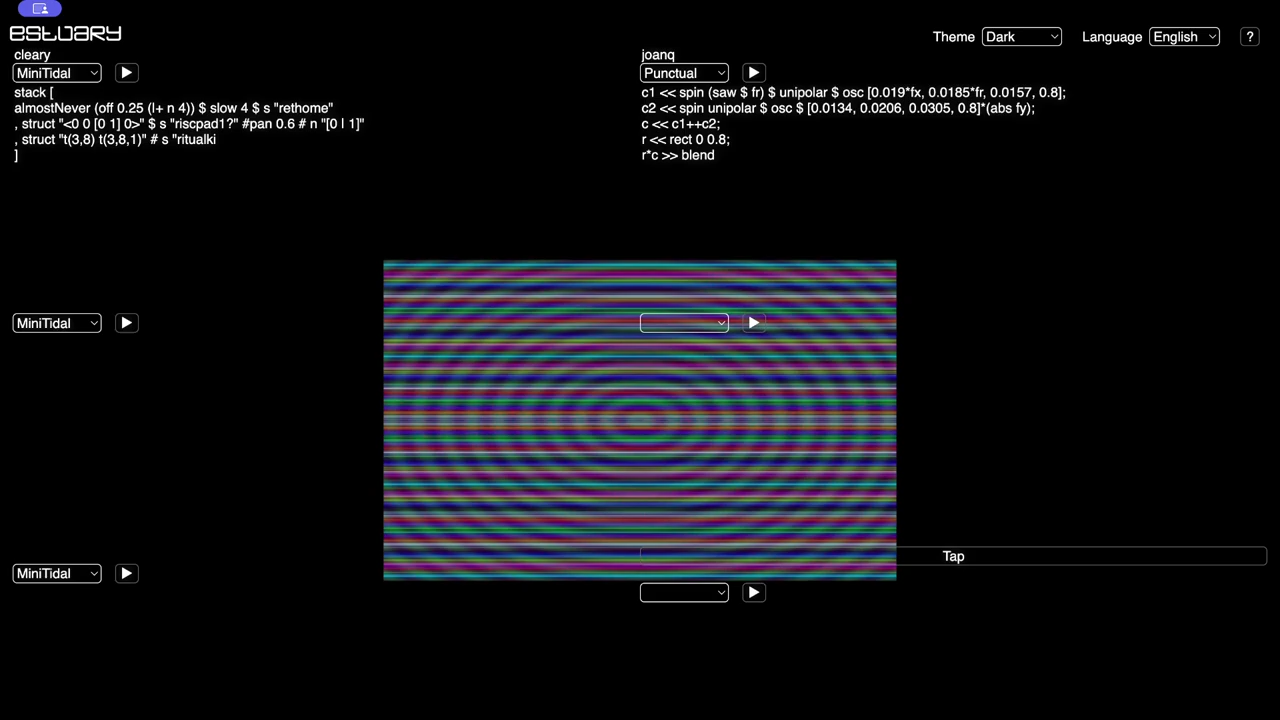 ESTUARY
Theme Dark Language English ?
cleary
MiniTidal
stack [
almostNever (off 0.25 (|+ n 4)) $ slow 4 $ s "rethome"
, struct "<0 0 [0 1] 0>" $ s "riscpad1?" #pan 0.6 # n "[0 | 1]"
, struct "t(3,8) t(3,8,1)" # s "ritualki
]
joanq
Punctual
c1 << spin (saw $ fr) $ unipolar $ osc [0.019*fx, 0.0185*fr, 0.0157, 0.8];
c2 << spin unipolar $ osc $ [0.0134, 0.0206, 0.0305, 0.8]*(abs fy);
c << c1++c2;
r << rect 0 0.8;
r*c >> blend
MiniTidal
Tap
MiniTidal